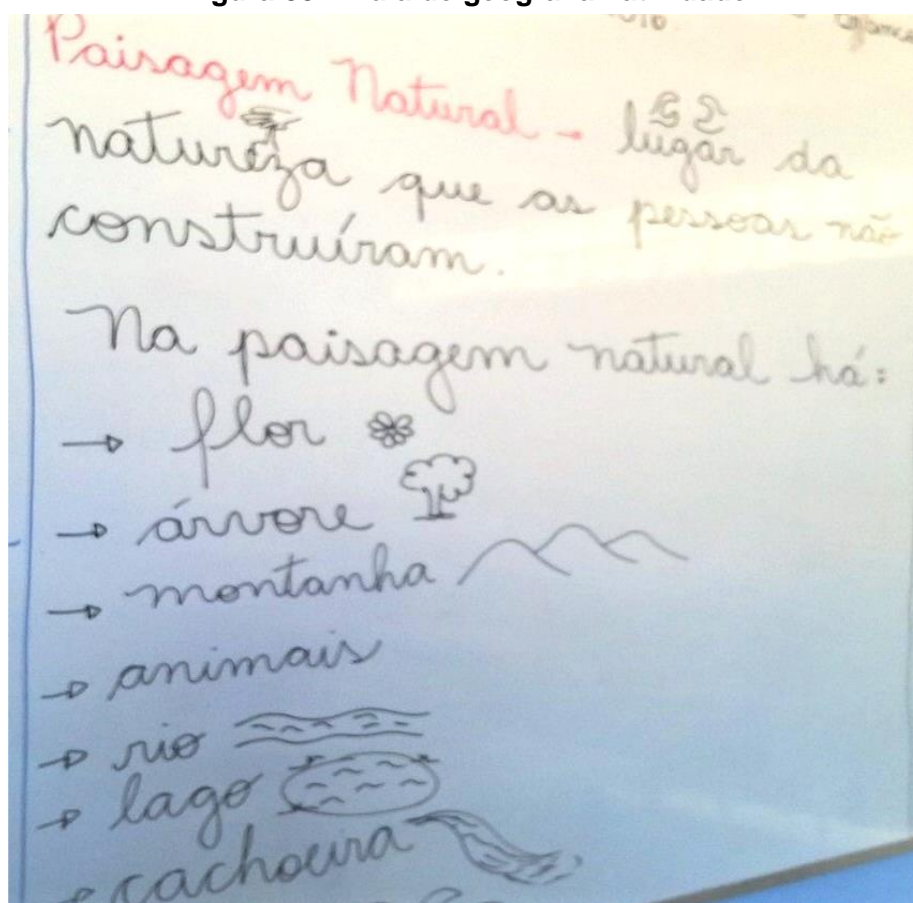 Paisagem Natural - lugar da
natureza que as pessoas não
construíram.
Na paisagem natural há:
→ flor
→ árvore
→ montanha
→ animais
→ rio
→ lago
→ cachoeira